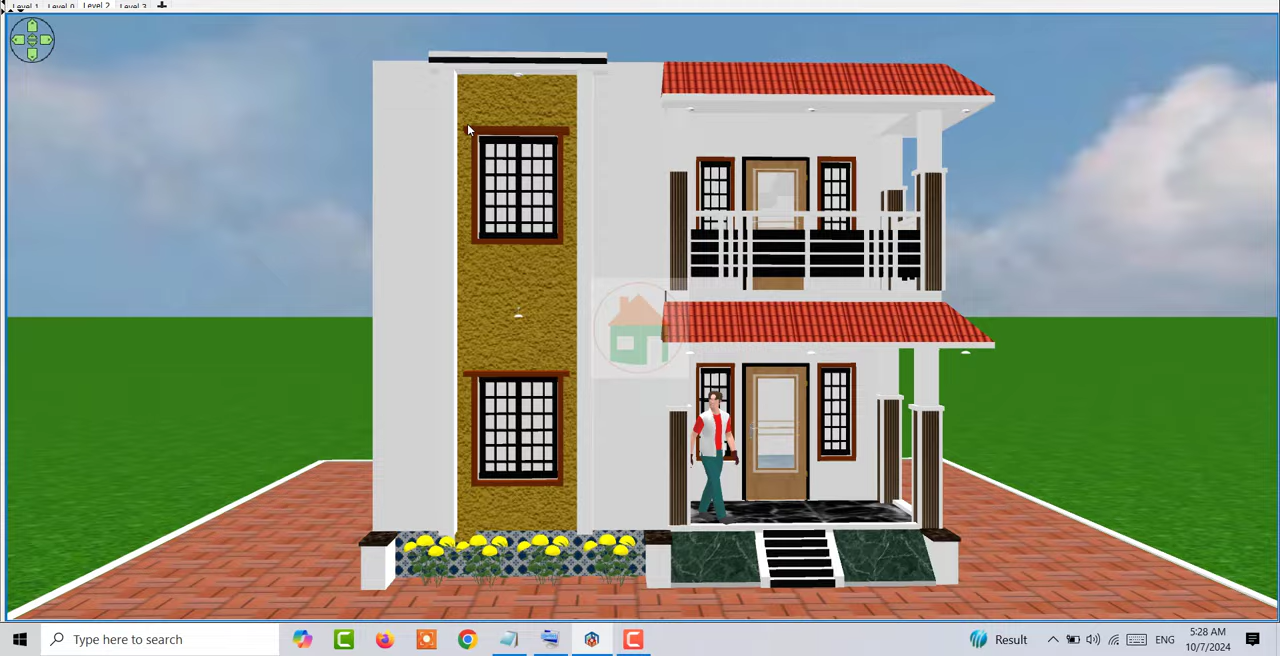 Level 1 Level 0 Level 2 Level 3
Type here to search
Result
ENG
5:28 AM
10/7/2024